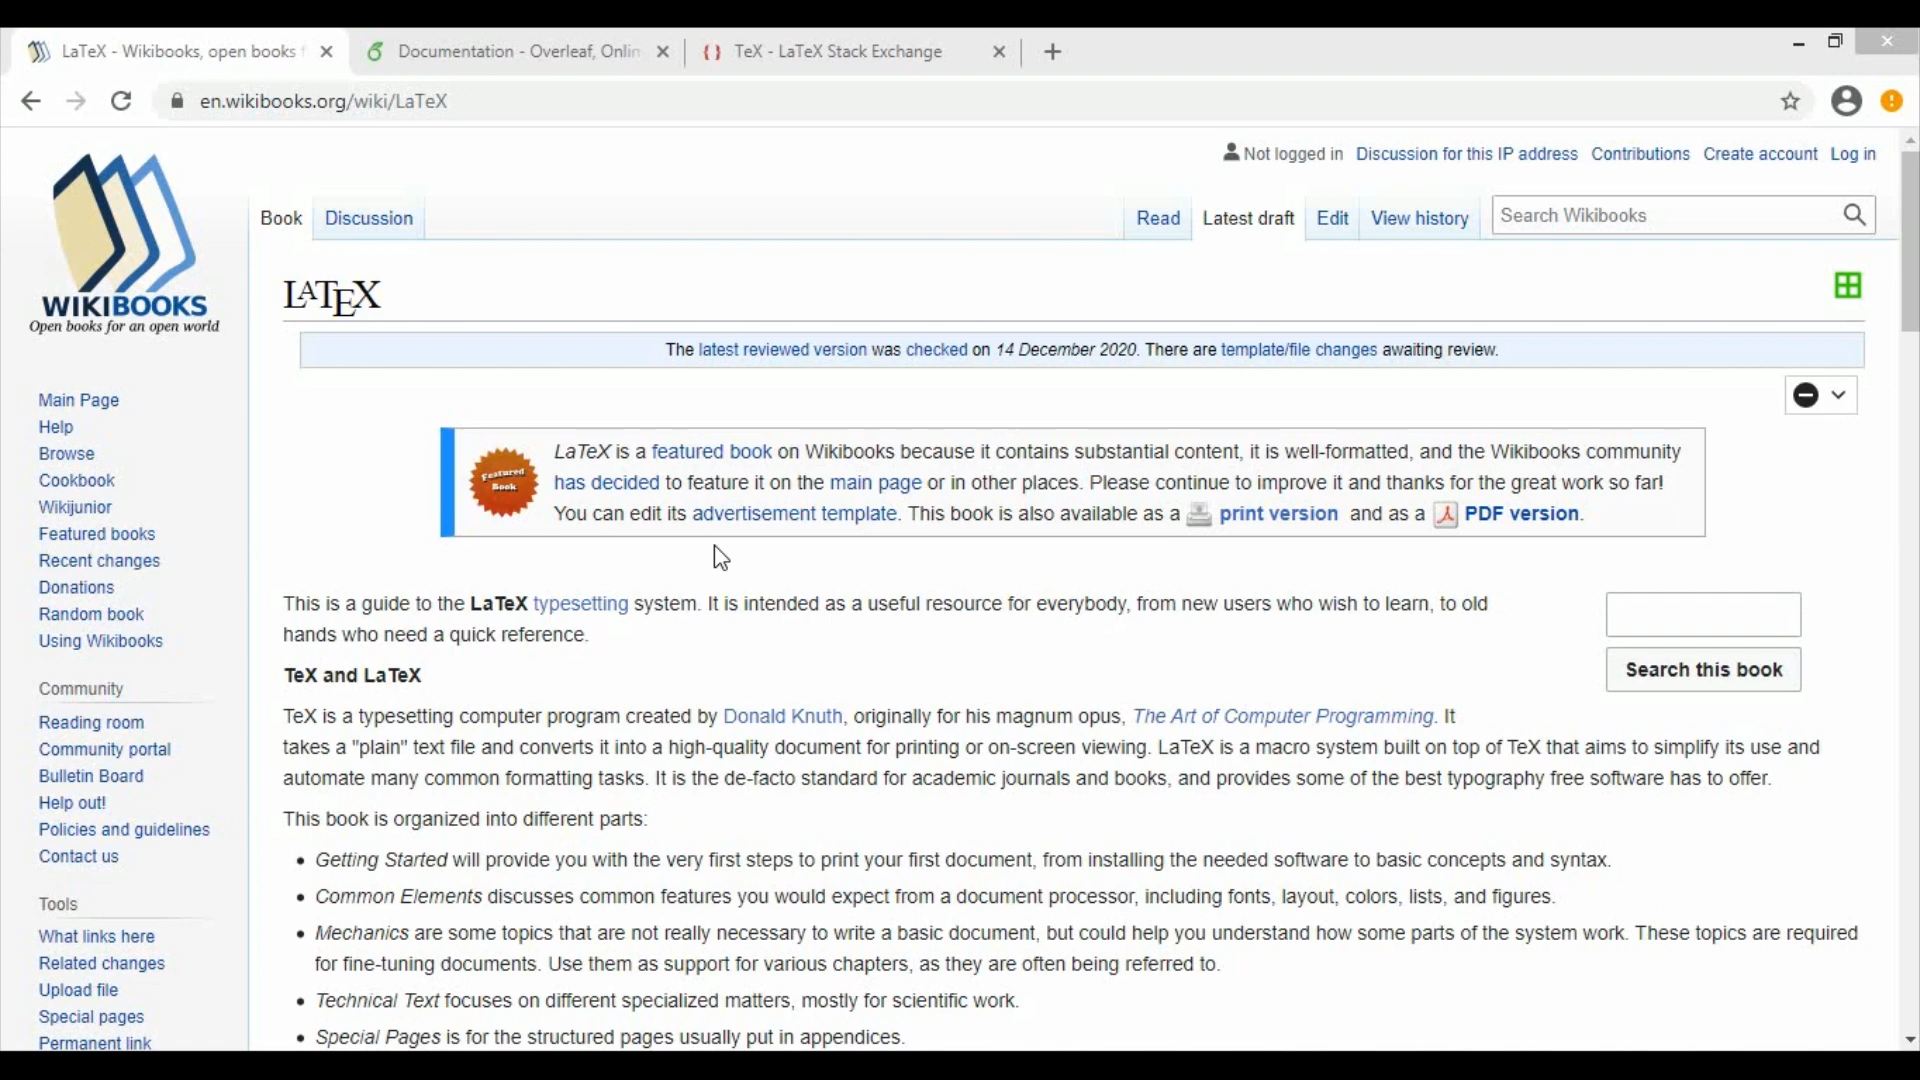 LaTeX - Wikibooks, open books f
Documentation - Overleaf, Onlin
TeX - LaTeX Stack Exchange
en.wikibooks.org/wiki/LaTeX
Not logged in Discussion for this IP address Contributions Create account Log in
Book Discussion Read Latest draft Edit View history Search Wikibooks
WIKIBOOKS
Open books for an open world
LATEX
The latest reviewed version was checked on 14 December 2020. There are template/file changes awaiting review.
Featured Book
LaTeX is a featured book on Wikibooks because it contains substantial content, it is well-formatted, and the Wikibooks community
has decided to feature it on the main page or in other places. Please continue to improve it and thanks for the great work so far!
You can edit its advertisement template. This book is also available as a print version and as a PDF version.
Main Page
Help
Browse
Cookbook
Wikijunior
Featured books
Recent changes
Donations
Random book
Using Wikibooks
Community
Reading room
Community portal
Bulletin Board
Help out!
Policies and guidelines
Contact us
Tools
What links here
Related changes
Upload file
Special pages
Permanent link
This is a guide to the LaTeX typesetting system. It is intended as a useful resource for everybody, from new users who wish to learn, to old
hands who need a quick reference.
Search this book
TeX and LaTeX
TeX is a typesetting computer program created by Donald Knuth, originally for his magnum opus, The Art of Computer Programming. It
takes a "plain" text file and converts it into a high-quality document for printing or on-screen viewing. LaTeX is a macro system built on top of TeX that aims to simplify its use and
automate many common formatting tasks. It is the de-facto standard for academic journals and books, and provides some of the best typography free software has to offer.
This book is organized into different parts:
• Getting Started will provide you with the very first steps to print your first document, from installing the needed software to basic concepts and syntax.
• Common Elements discusses common features you would expect from a document processor, including fonts, layout, colors, lists, and figures.
• Mechanics are some topics that are not really necessary to write a basic document, but could help you understand how some parts of the system work. These topics are required
for fine-tuning documents. Use them as support for various chapters, as they are often being referred to.
• Technical Text focuses on different specialized matters, mostly for scientific work.
• Special Pages is for the structured pages usually put in appendices.